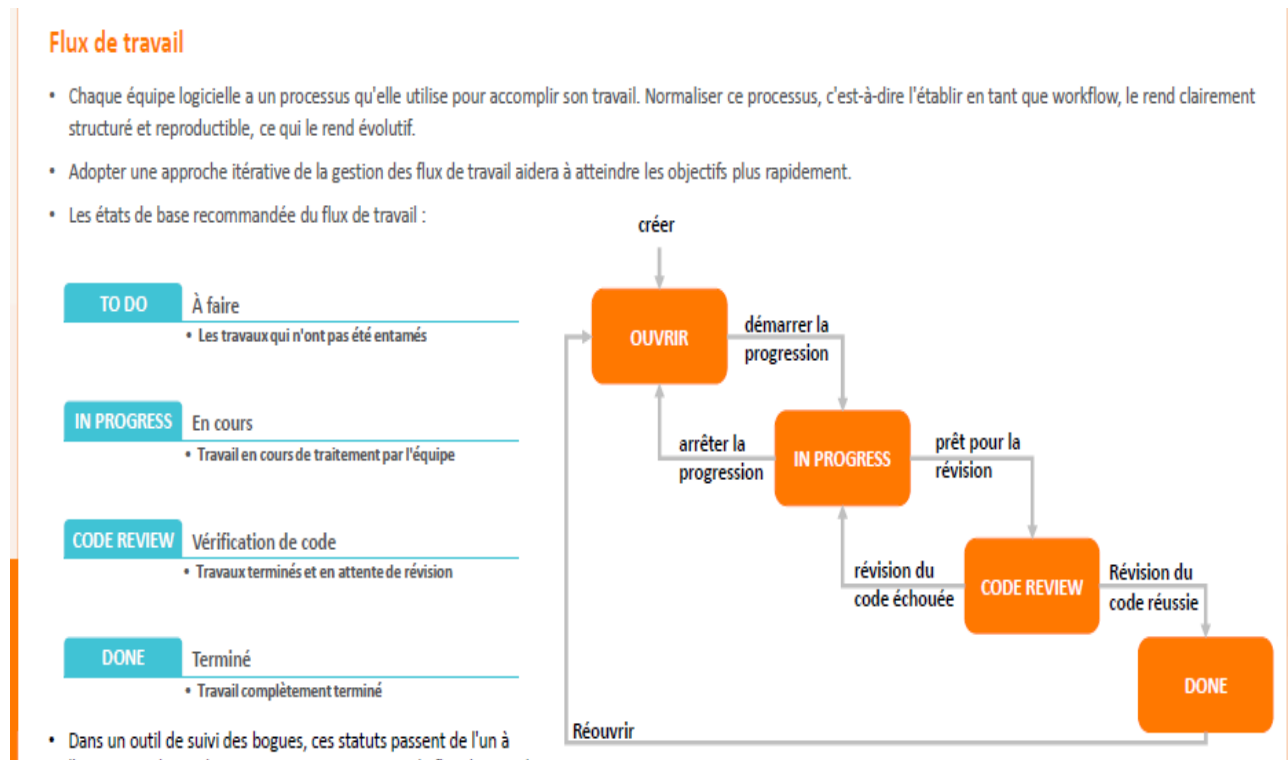 Flux de travail
• Chaque équipe logicielle a un processus qu'elle utilise pour accomplir son travail. Normaliser ce processus, c'est-à-dire l'établir en tant que workflow, le rend clairement
structuré et reproductible, ce qui le rend évolutif.
• Adopter une approche itérative de la gestion des flux de travail aidera à atteindre les objectifs plus rapidement.
• Les états de base recommandée du flux de travail :
TO DO
À faire
• Les travaux qui n'ont pas été entamés
IN PROGRESS
En cours
• Travail en cours de traitement par l'équipe
CODE REVIEW
Vérification de code
• Travaux terminés et en attente de révision
DONE
Terminé
• Travail complètement terminé
• Dans un outil de suivi des bogues, ces statuts passent de l'un à
créer
OUVRIR
démarrer la
progression
arrêter la
progression
IN PROGRESS
prêt pour la
révision
révision du
code échouée
CODE REVIEW
Révision du
code réussie
DONE
Réouvrir